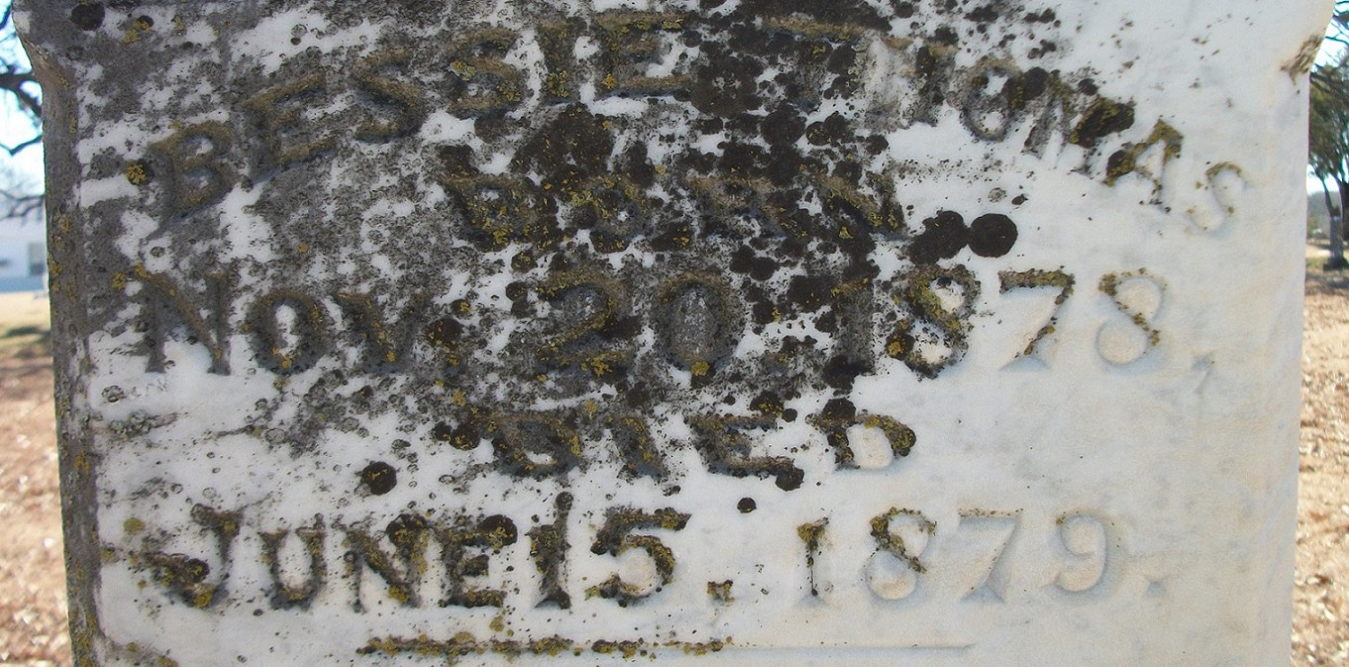 BESSIE THOMAS
BORN
NOV. 20, 1878,
DIED
JUNE 15, 1879.